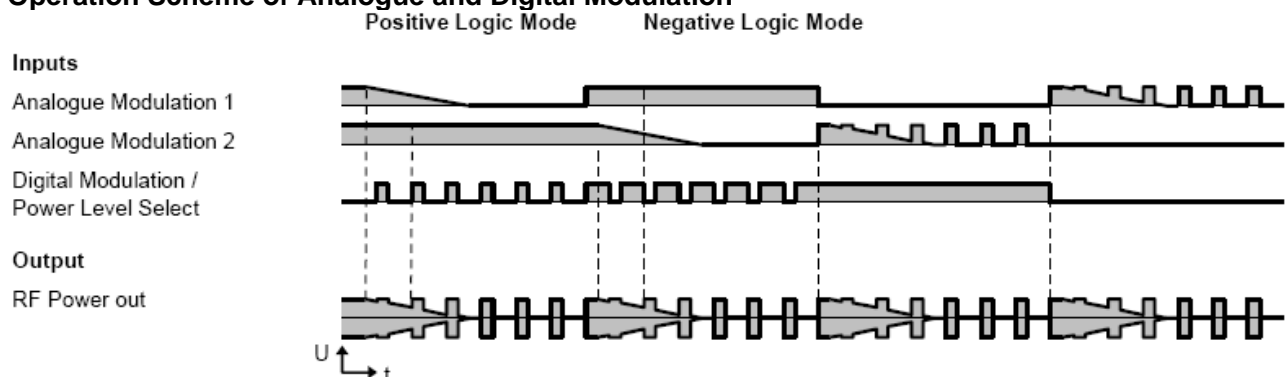 Operation Scheme of Analogue and Digital Modulation
Positive Logic Mode Negative Logic Mode
Inputs
Analogue Modulation 1
Analogue Modulation 2
Digital Modulation /
Power Level Select
Output
RF Power out
U
t